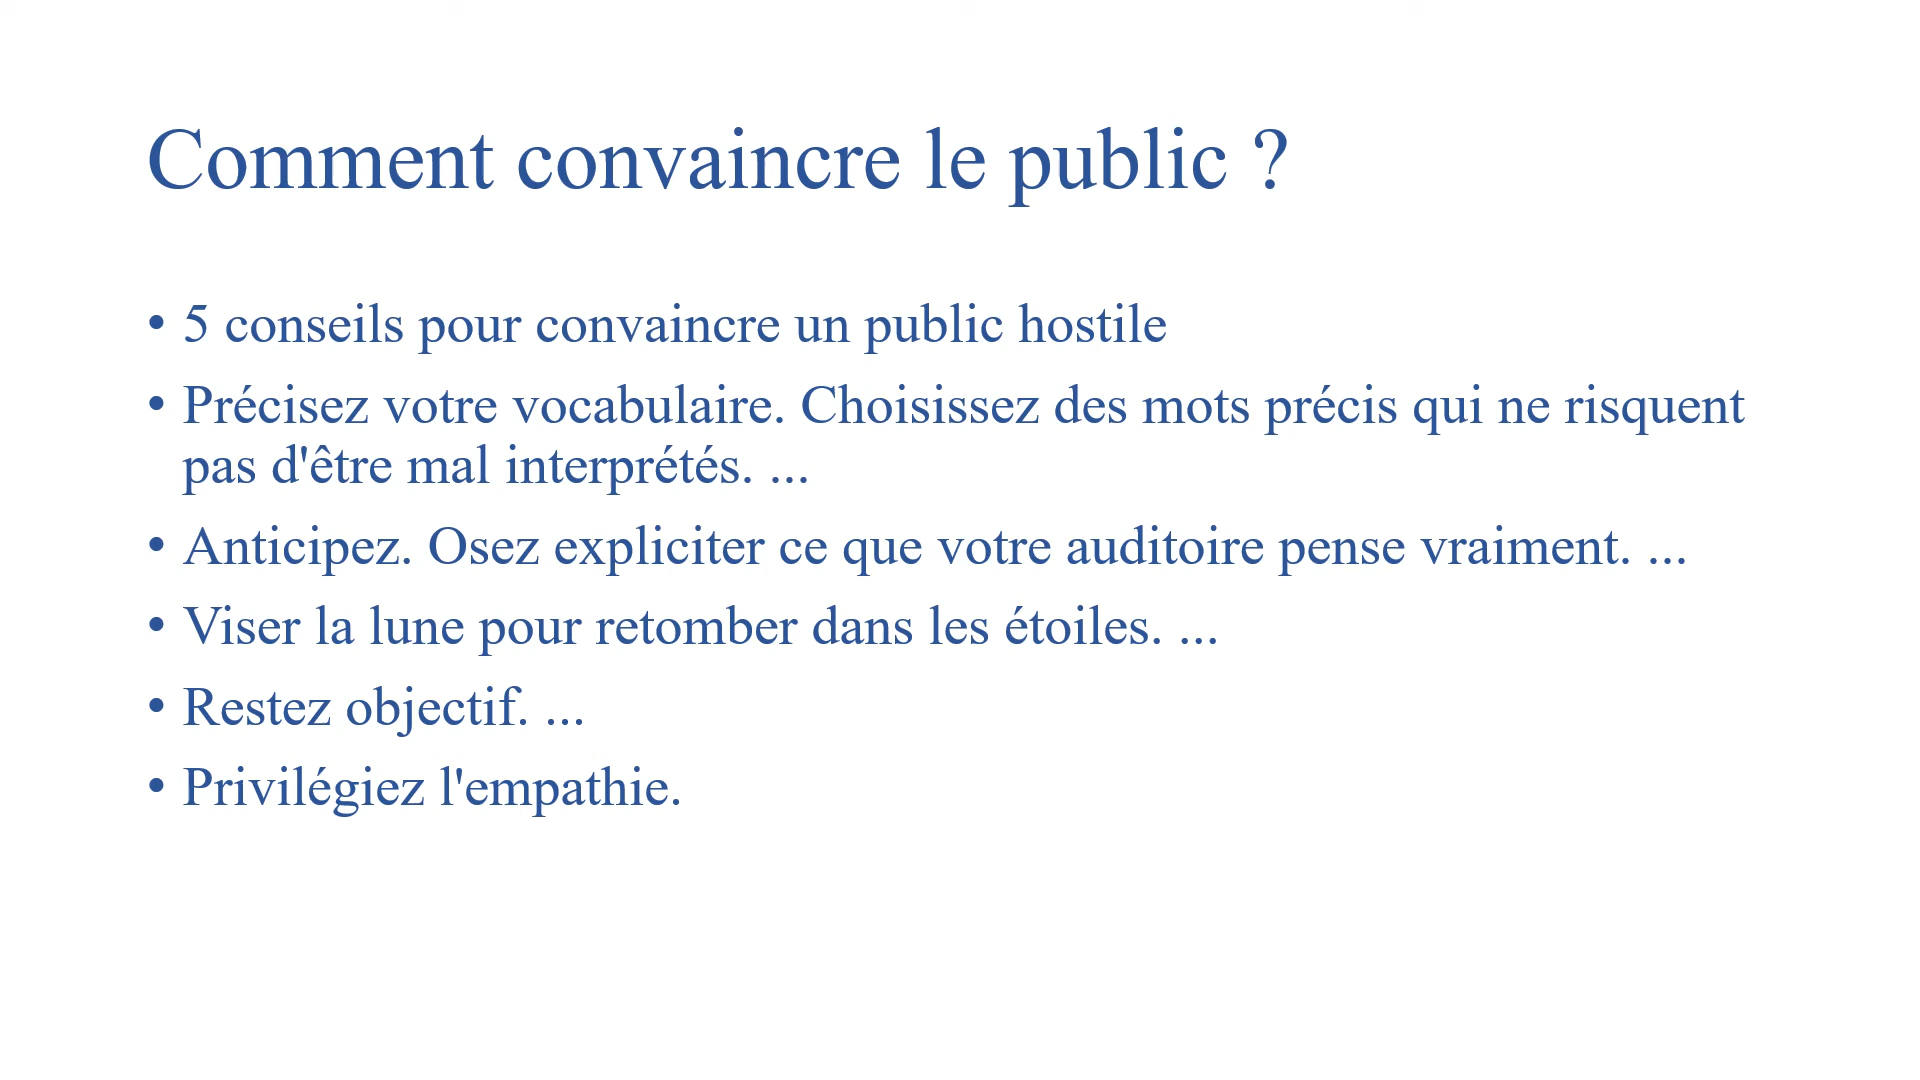 Comment convaincre le public ?
• 5 conseils pour convaincre un public hostile
• Précisez votre vocabulaire. Choisissez des mots précis qui ne risquent
pas d'être mal interprétés. ...
• Anticipez. Osez expliciter ce que votre auditoire pense vraiment. ...
• Viser la lune pour retomber dans les étoiles. ...
• Restez objectif. ...
• Privilégiez l'empathie.